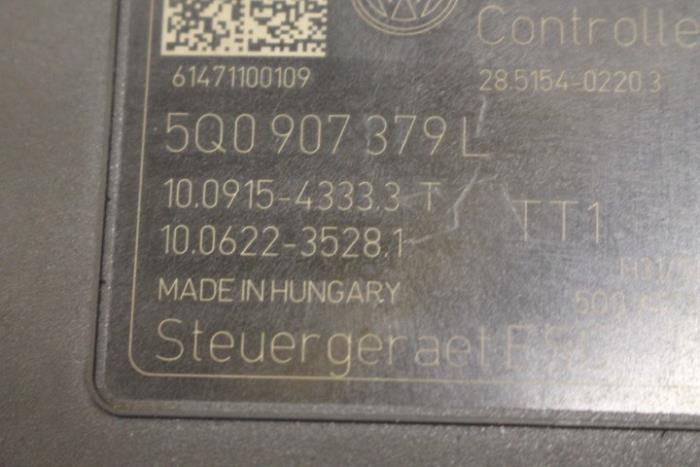 Controlle
61471100109
28.5154-0220.3
5Q0 907 379 L
10.0915-4333.3 T
TT1
10.0622-3528.1
MADE IN HUNGARY
Steuergeraet ESC